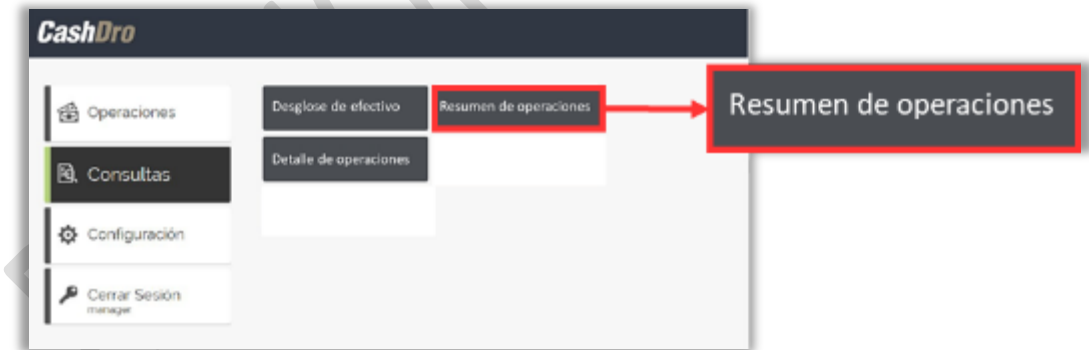 CashDro
Operaciones
Consultas
Configuración
Cerrar Sesión
manager
Desglose de efectivo
Resumen de operaciones
Detalle de operaciones
Resumen de operaciones